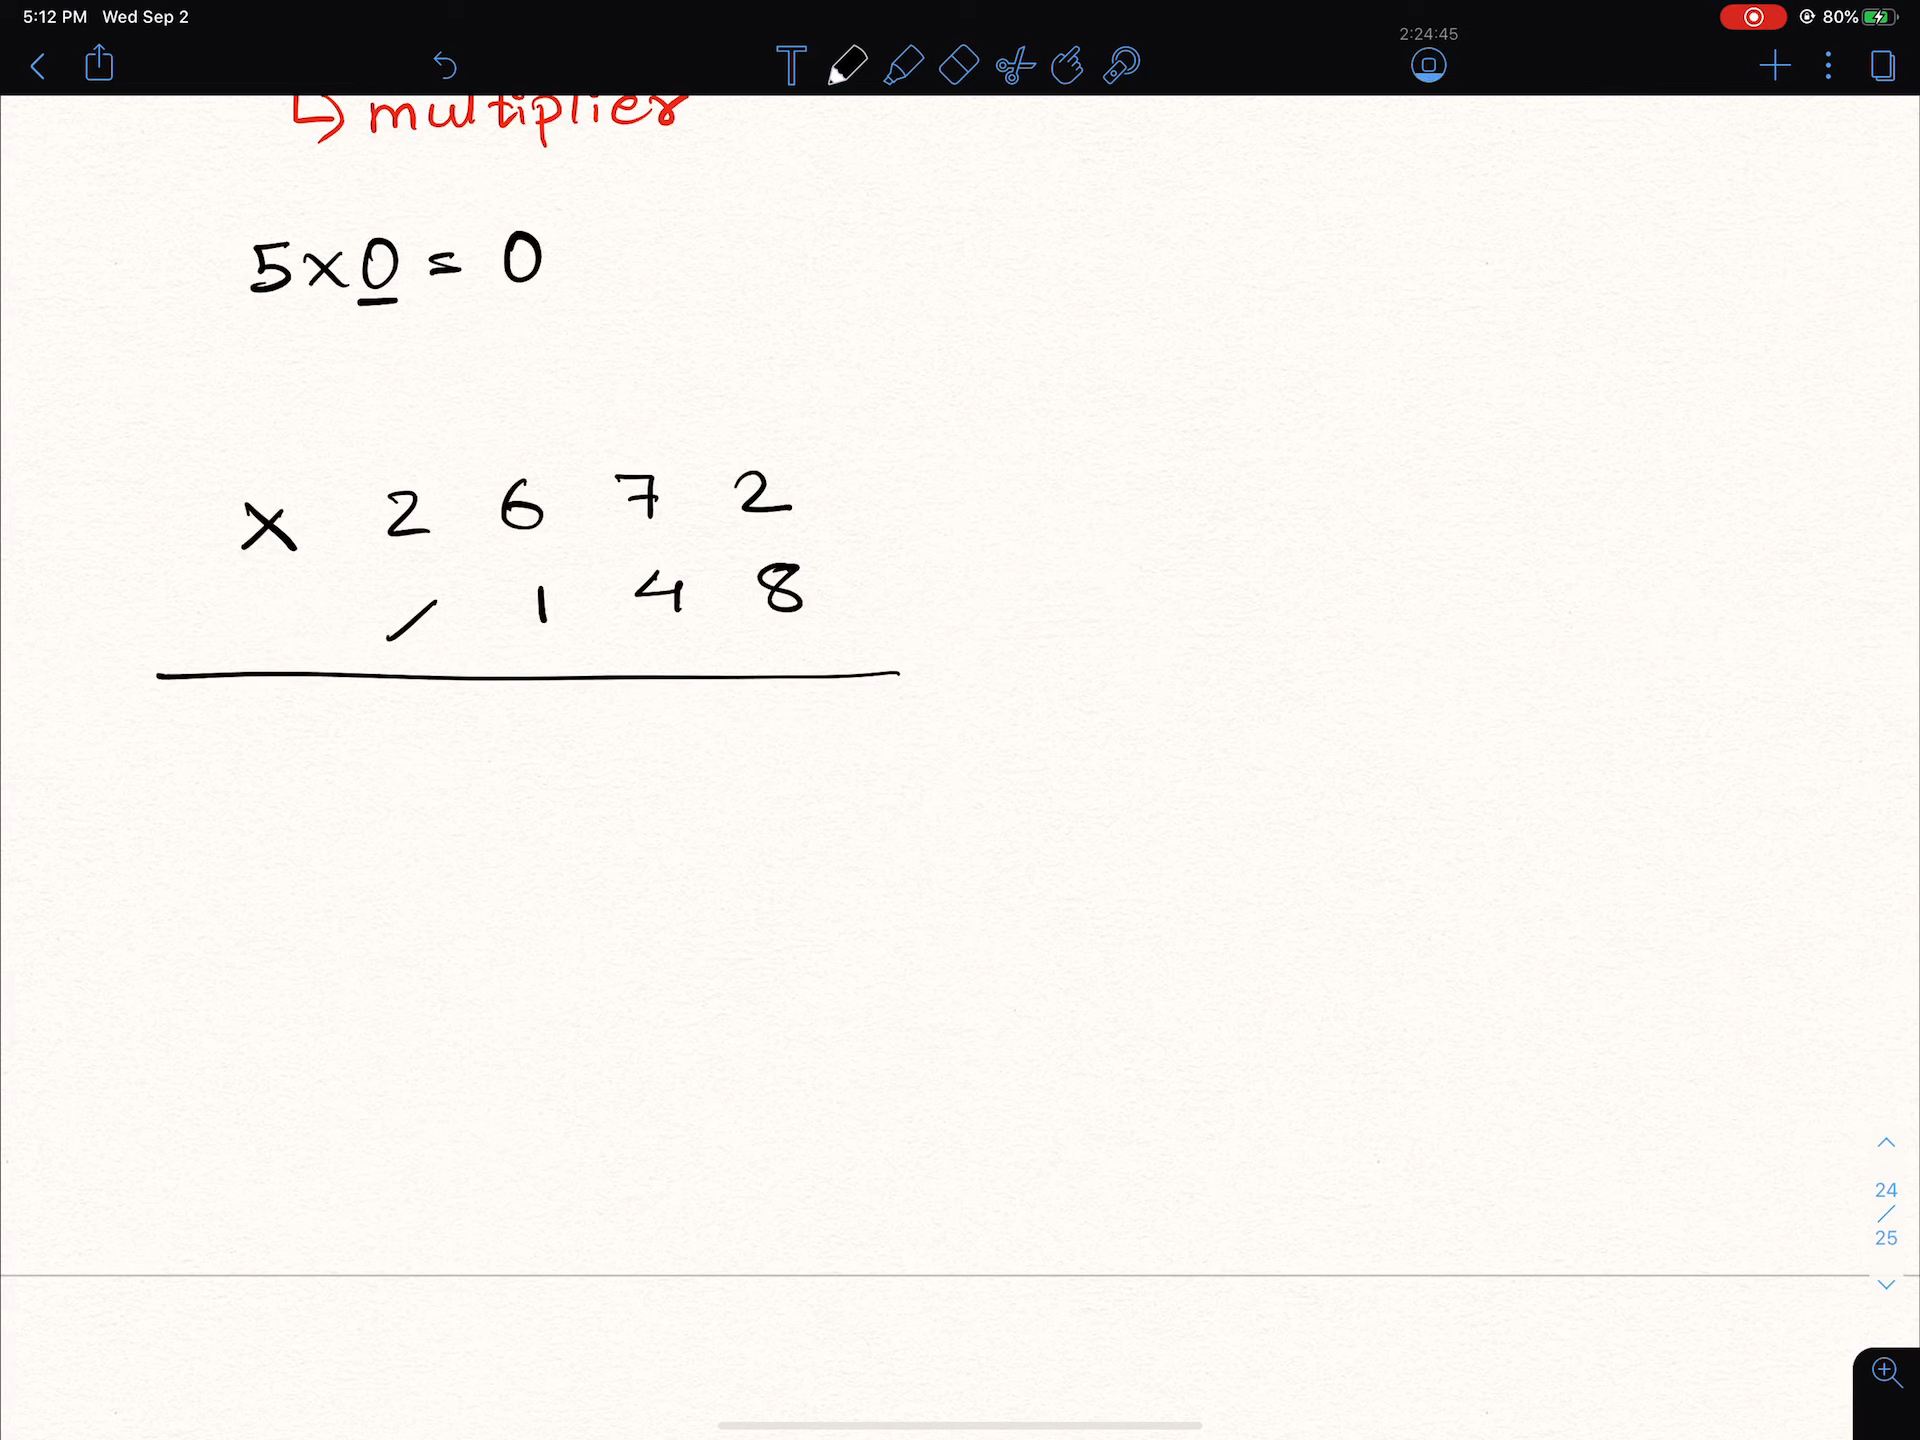 5:12 PM Wed Sep 2
80%
2:24:45
↳ multiplier
5 × 0 = 0
× 2 6 7 2
/ 1 4 8
24
/
25